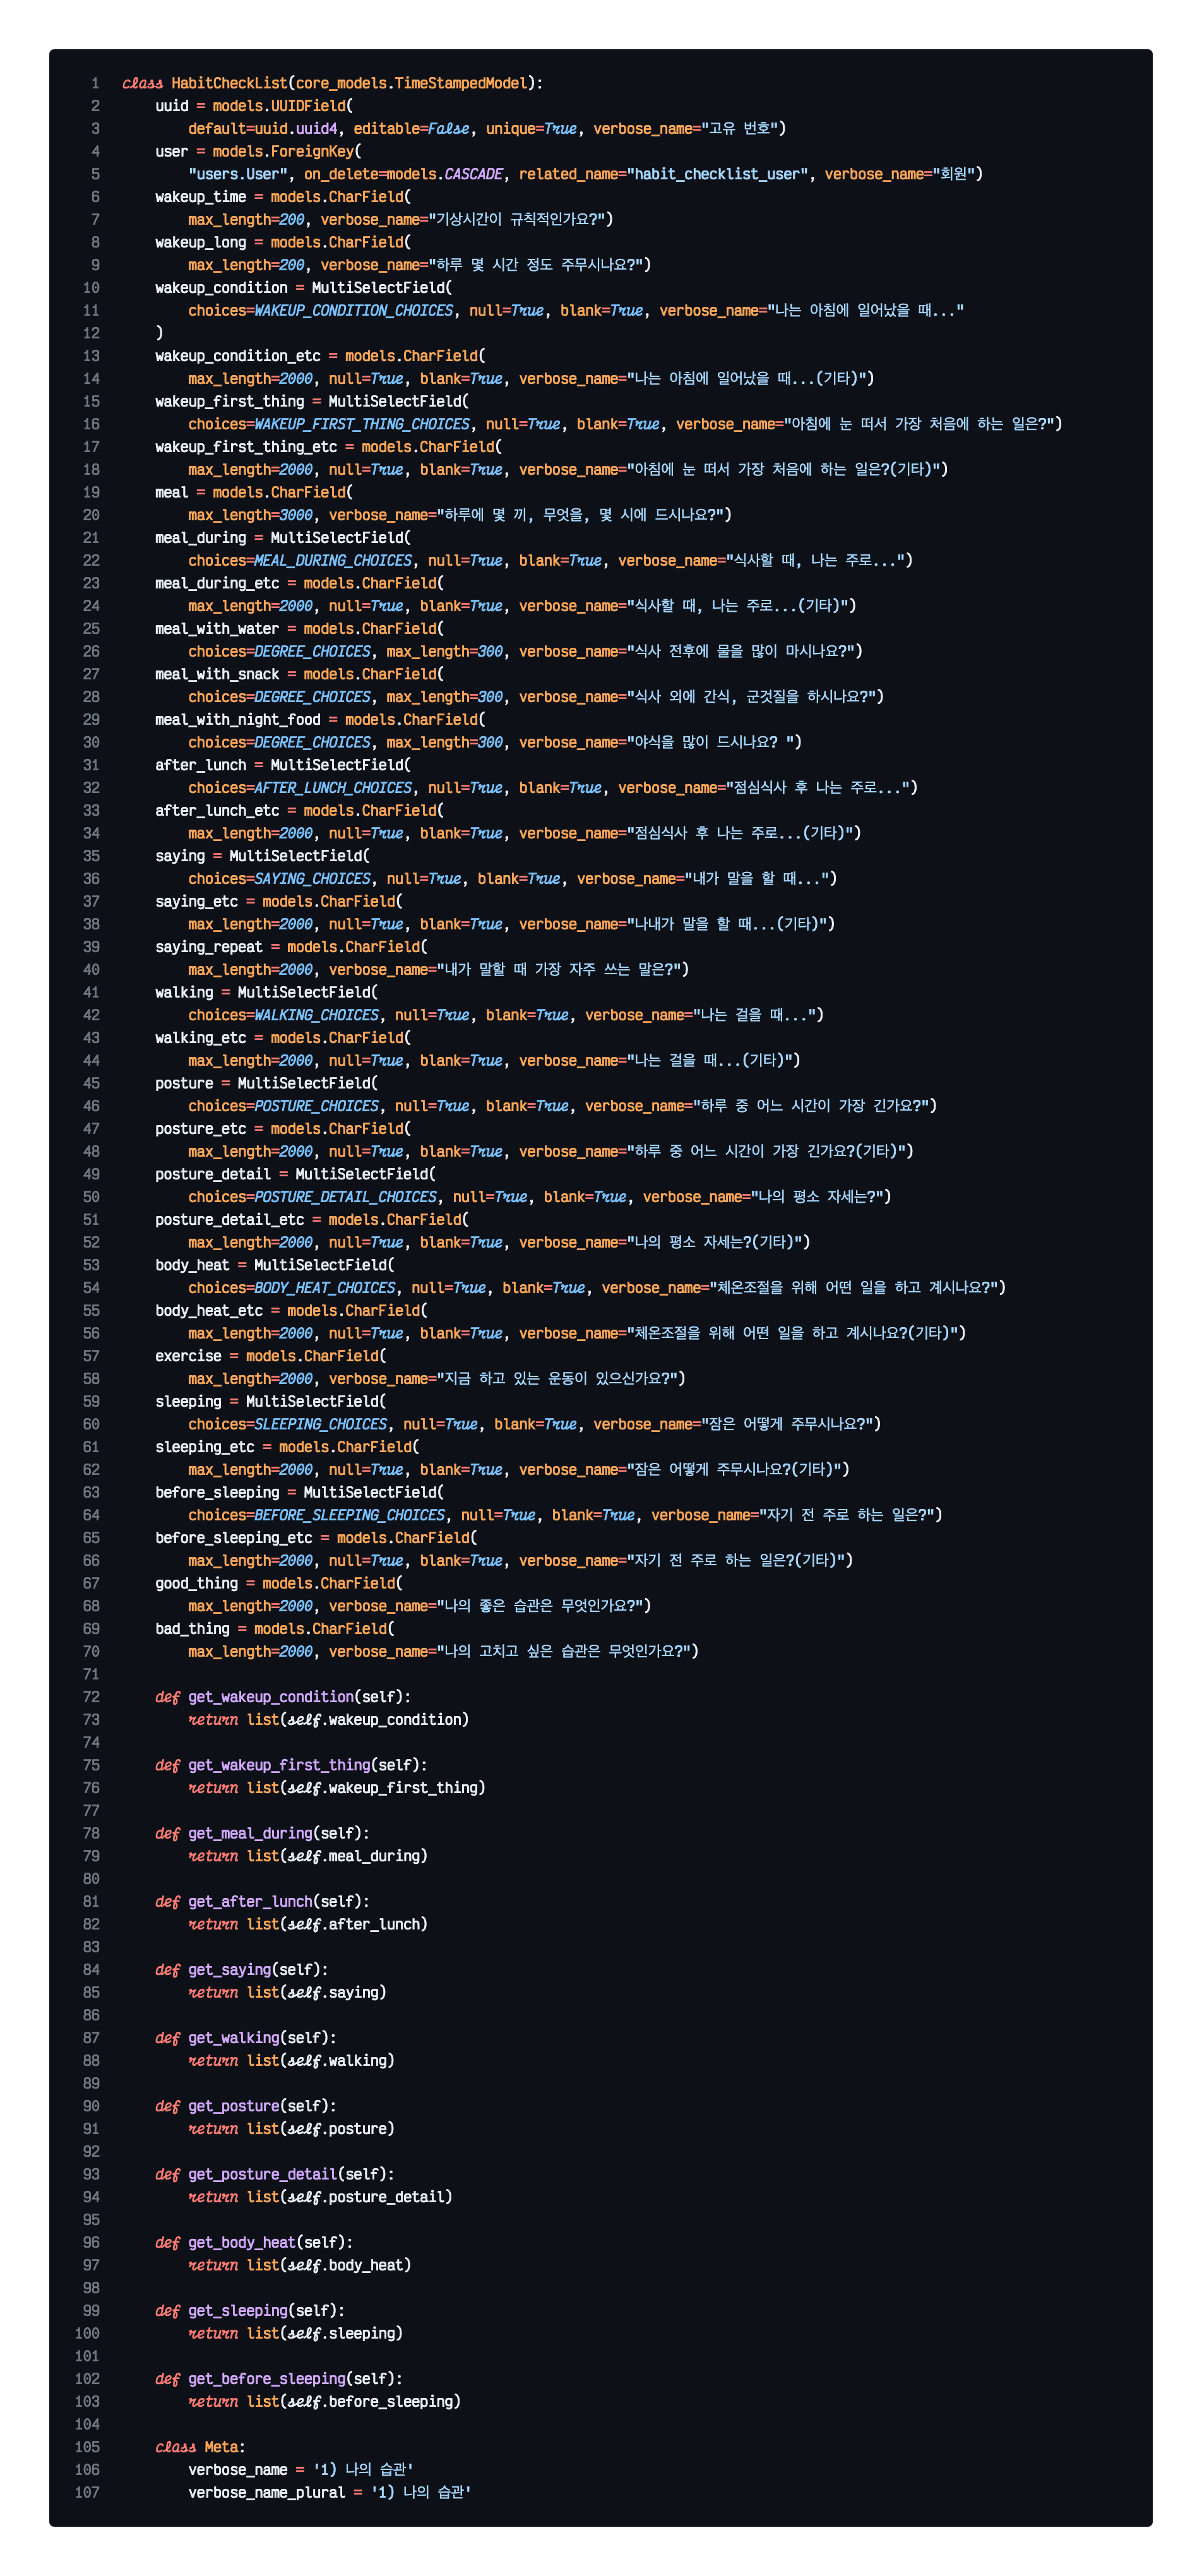 1 class HabitCheckList(core_models.TimeStampedModel):
2     uuid = models.UUIDField(
3         default=uuid.uuid4, editable=False, unique=True, verbose_name="고유 번호")
4     user = models.ForeignKey(
5         "users.User", on_delete=models.CASCADE, related_name="habit_checklist_user", verbose_name="회원")
6     wakeup_time = models.CharField(
7         max_length=200, verbose_name="기상시간이 규칙적인가요?")
8     wakeup_long = models.CharField(
9         max_length=200, verbose_name="하루 몇 시간 정도 주무시나요?")
10     wakeup_condition = MultiSelectField(
11         choices=WAKEUP_CONDITION_CHOICES, null=True, blank=True, verbose_name="나는 아침에 일어났을 때..."
12     )
13     wakeup_condition_etc = models.CharField(
14         max_length=2000, null=True, blank=True, verbose_name="나는 아침에 일어났을 때...(기타)")
15     wakeup_first_thing = MultiSelectField(
16         choices=WAKEUP_FIRST_THING_CHOICES, null=True, blank=True, verbose_name="아침에 눈 떠서 가장 처음에 하는 일은?")
17     wakeup_first_thing_etc = models.CharField(
18         max_length=2000, null=True, blank=True, verbose_name="아침에 눈 떠서 가장 처음에 하는 일은?(기타)")
19     meal = models.CharField(
20         max_length=3000, verbose_name="하루에 몇 끼, 무엇을, 몇 시에 드시나요?")
21     meal_during = MultiSelectField(
22         choices=MEAL_DURING_CHOICES, null=True, blank=True, verbose_name="식사할 때, 나는 주로...")
23     meal_during_etc = models.CharField(
24         max_length=2000, null=True, blank=True, verbose_name="식사할 때, 나는 주로...(기타)")
25     meal_with_water = models.CharField(
26         choices=DEGREE_CHOICES, max_length=300, verbose_name="식사 전후에 물을 많이 마시나요?")
27     meal_with_snack = models.CharField(
28         choices=DEGREE_CHOICES, max_length=300, verbose_name="식사 외에 간식, 군것질을 하시나요?")
29     meal_with_night_food = models.CharField(
30         choices=DEGREE_CHOICES, max_length=300, verbose_name="야식을 많이 드시나요? ")
31     after_lunch = MultiSelectField(
32         choices=AFTER_LUNCH_CHOICES, null=True, blank=True, verbose_name="점심식사 후 나는 주로...")
33     after_lunch_etc = models.CharField(
34         max_length=2000, null=True, blank=True, verbose_name="점심식사 후 나는 주로...(기타)")
35     saying = MultiSelectField(
36         choices=SAYING_CHOICES, null=True, blank=True, verbose_name="내가 말을 할 때...")
37     saying_etc = models.CharField(
38         max_length=2000, null=True, blank=True, verbose_name="나내가 말을 할 때...(기타)")
39     saying_repeat = models.CharField(
40         max_length=2000, verbose_name="내가 말할 때 가장 자주 쓰는 말은?")
41     walking = MultiSelectField(
42         choices=WALKING_CHOICES, null=True, blank=True, verbose_name="나는 걸을 때...")
43     walking_etc = models.CharField(
44         max_length=2000, null=True, blank=True, verbose_name="나는 걸을 때...(기타)")
45     posture = MultiSelectField(
46         choices=POSTURE_CHOICES, null=True, blank=True, verbose_name="하루 중 어느 시간이 가장 긴가요?")
47     posture_etc = models.CharField(
48         max_length=2000, null=True, blank=True, verbose_name="하루 중 어느 시간이 가장 긴가요?(기타)")
49     posture_detail = MultiSelectField(
50         choices=POSTURE_DETAIL_CHOICES, null=True, blank=True, verbose_name="나의 평소 자세는?")
51     posture_detail_etc = models.CharField(
52         max_length=2000, null=True, blank=True, verbose_name="나의 평소 자세는?(기타)")
53     body_heat = MultiSelectField(
54         choices=BODY_HEAT_CHOICES, null=True, blank=True, verbose_name="체온조절을 위해 어떤 일을 하고 계시나요?")
55     body_heat_etc = models.CharField(
56         max_length=2000, null=True, blank=True, verbose_name="체온조절을 위해 어떤 일을 하고 계시나요?(기타)")
57     exercise = models.CharField(
58         max_length=2000, verbose_name="지금 하고 있는 운동이 있으신가요?")
59     sleeping = MultiSelectField(
60         choices=SLEEPING_CHOICES, null=True, blank=True, verbose_name="잠은 어떻게 주무시나요?")
61     sleeping_etc = models.CharField(
62         max_length=2000, null=True, blank=True, verbose_name="잠은 어떻게 주무시나요?(기타)")
63     before_sleeping = MultiSelectField(
64         choices=BEFORE_SLEEPING_CHOICES, null=True, blank=True, verbose_name="자기 전 주로 하는 일은?")
65     before_sleeping_etc = models.CharField(
66         max_length=2000, null=True, blank=True, verbose_name="자기 전 주로 하는 일은?(기타)")
67     good_thing = models.CharField(
68         max_length=2000, verbose_name="나의 좋은 습관은 무엇인가요?")
69     bad_thing = models.CharField(
70         max_length=2000, verbose_name="나의 고치고 싶은 습관은 무엇인가요?")
71
72     def get_wakeup_condition(self):
73         return list(self.wakeup_condition)
74
75     def get_wakeup_first_thing(self):
76         return list(self.wakeup_first_thing)
77
78     def get_meal_during(self):
79         return list(self.meal_during)
80
81     def get_after_lunch(self):
82         return list(self.after_lunch)
83
84     def get_saying(self):
85         return list(self.saying)
86
87     def get_walking(self):
88         return list(self.walking)
89
90     def get_posture(self):
91         return list(self.posture)
92
93     def get_posture_detail(self):
94         return list(self.posture_detail)
95
96     def get_body_heat(self):
97         return list(self.body_heat)
98
99     def get_sleeping(self):
100         return list(self.sleeping)
101
102     def get_before_sleeping(self):
103         return list(self.before_sleeping)
104
105     class Meta:
106         verbose_name = '1) 나의 습관'
107         verbose_name_plural = '1) 나의 습관'